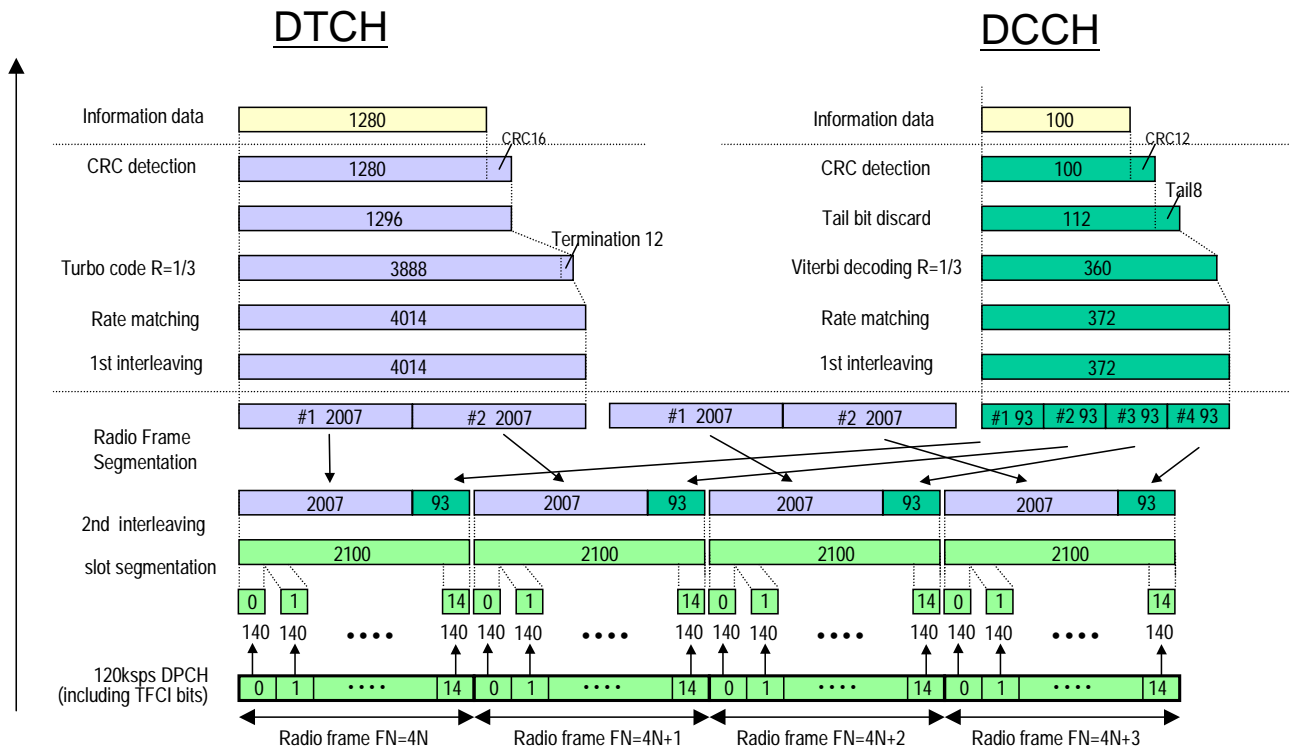 DTCH DCCH
Information data 1280 Information data 100
CRC16 CRC12
CRC detection 1280 CRC detection 100
Tail8
1296 Tail bit discard 112
Termination 12
Turbo code R=1/3 3888 Viterbi decoding R=1/3 360
Rate matching 4014 Rate matching 372
1st interleaving 4014 1st interleaving 372
#1 2007 #2 2007 #1 2007 #2 2007 #1 93 #2 93 #3 93 #4 93
Radio Frame
Segmentation
2007 93 2007 93 2007 93 2007 93
2nd interleaving
2100 2100 2100 2100
slot segmentation
0 1 14 0 1 14 0 1 14 0 1 14
140 140 •••• 140 140 140 •••• 140 140 140 •••• 140 140 140 •••• 140
120ksps DPCH
(including TFCI bits)
0 1 •••• 14 0 1 •••• 14 0 1 •••• 14 0 1 •••• 14
Radio frame FN=4N Radio frame FN=4N+1 Radio frame FN=4N+2 Radio frame FN=4N+3